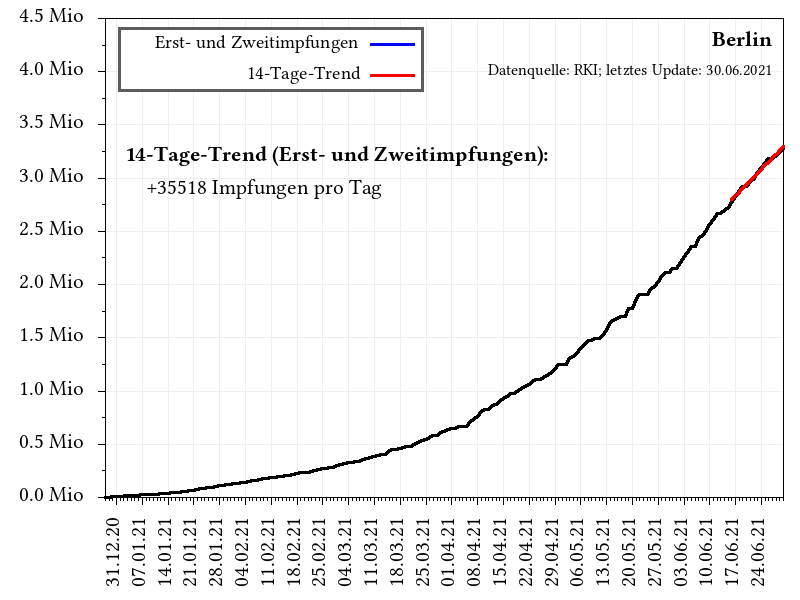 4.5 Mio
4.0 Mio
3.5 Mio
3.0 Mio
2.5 Mio
2.0 Mio
1.5 Mio
1.0 Mio
0.5 Mio
0.0 Mio
Erst- und Zweitimpfungen
14-Tage-Trend
Berlin
Datenquelle: RKI; letztes Update: 30.06.2021
14-Tage-Trend (Erst- und Zweitimpfungen):
+35518 Impfungen pro Tag
31.12.20
07.01.21
14.01.21
21.01.21
28.01.21
04.02.21
11.02.21
18.02.21
25.02.21
04.03.21
11.03.21
18.03.21
25.03.21
01.04.21
08.04.21
15.04.21
22.04.21
29.04.21
06.05.21
13.05.21
20.05.21
27.05.21
03.06.21
10.06.21
17.06.21
24.06.21